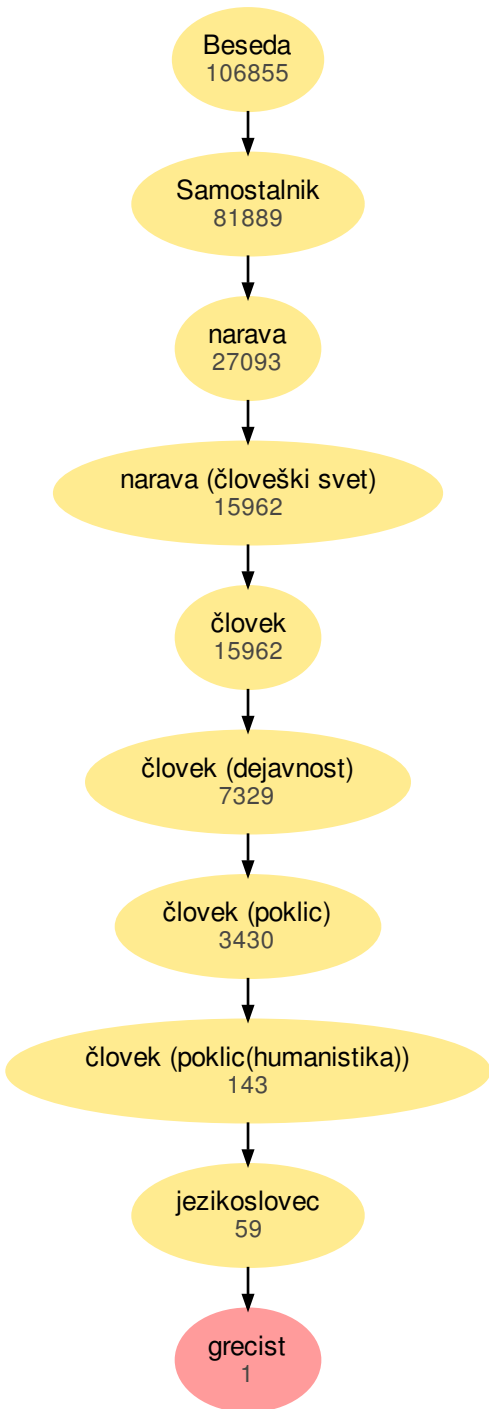 Beseda
106855
Samostalnik
81889
narava
27093
narava (človeški svet)
15962
človek
15962
človek (dejavnost)
7329
človek (poklic)
3430
človek (poklic(humanistika))
143
jezikoslovec
59
grecist
1